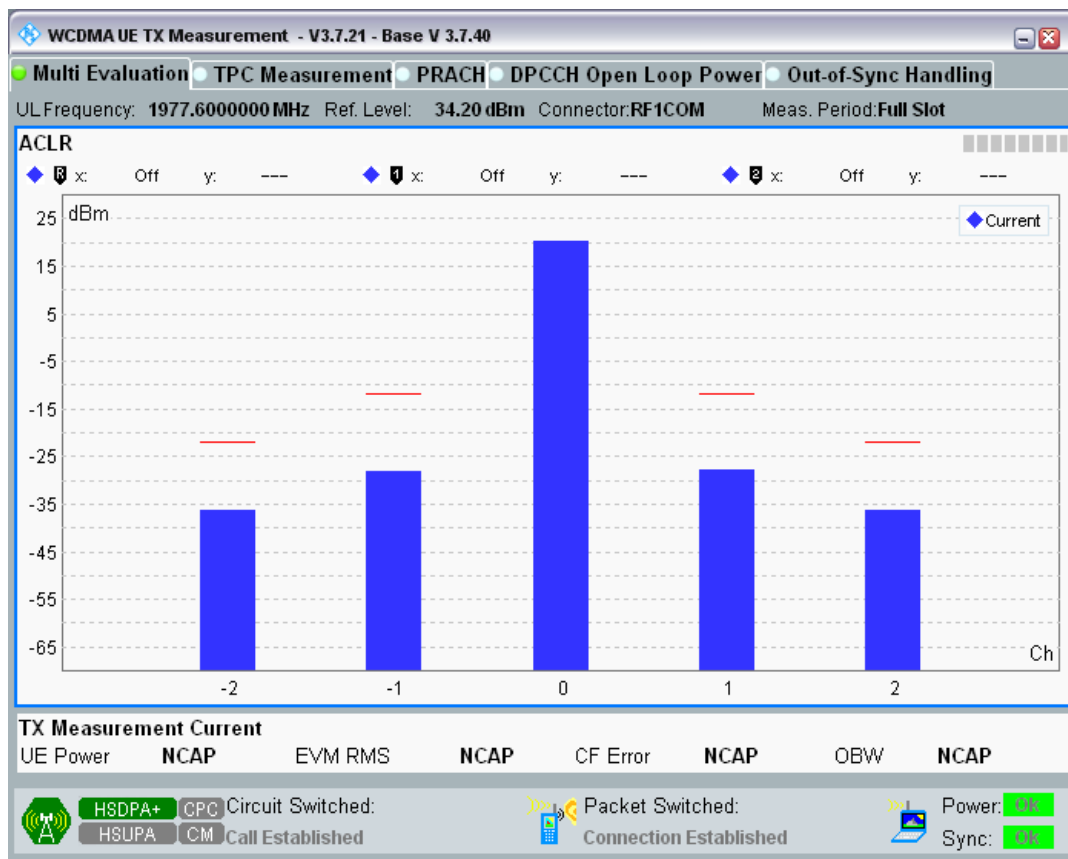 WCDMA UE TX Measurement - V3.7.21 - Base V 3.7.40
Multi Evaluation TPC Measurement PRACH DPCCH Open Loop Power Out-of-Sync Handling
UL Frequency: 1977.6000000 MHz Ref. Level: 34.20 dBm Connector:RF1COM Meas. Period:Full Slot
ACLR
R x: Off y: --- 1 x: Off y: --- 2 x: Off y: ---
25 dBm
Current
15
5
-5
-15
-25
-35
-45
-55
-65
Ch
-2 -1 0 1 2
TX Measurement Current
UE Power NCAP EVM RMS NCAP CF Error NCAP OBW NCAP
HSDPA+ CPC Circuit Switched: Packet Switched: Power: OK
HSUPA CM Call Established Connection Established Sync: OK